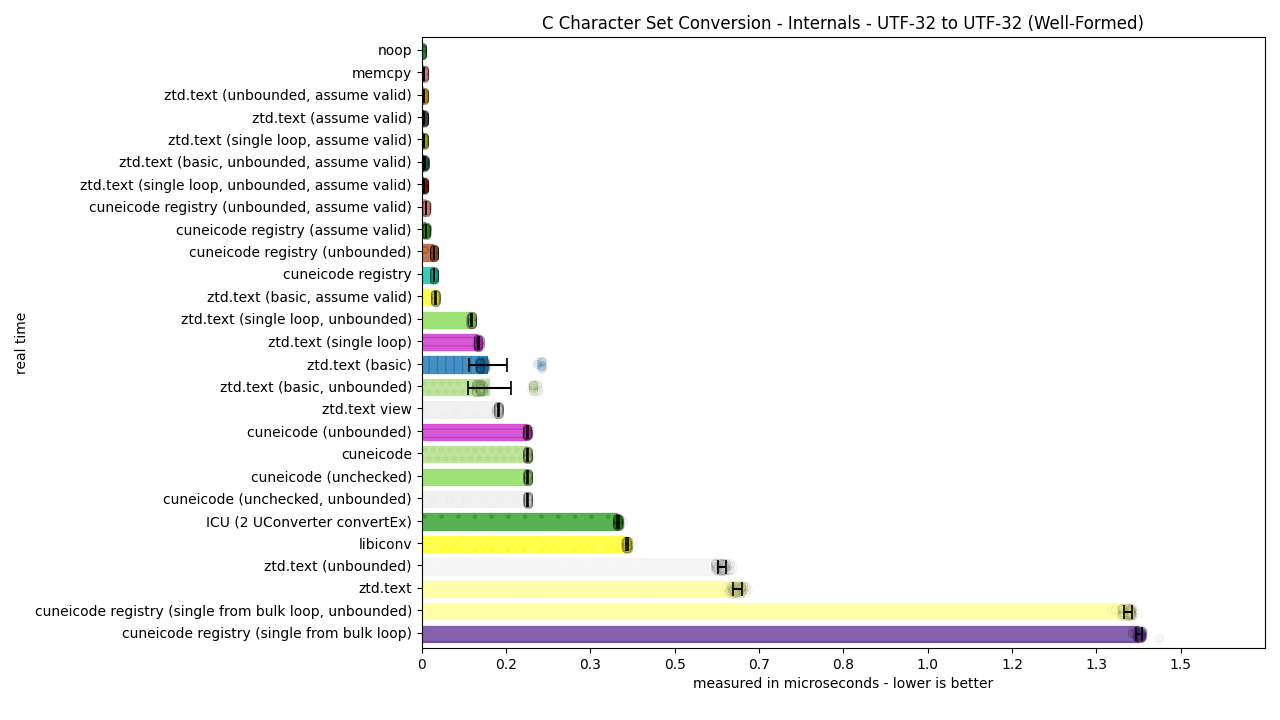 C Character Set Conversion - Internals - UTF-32 to UTF-32 (Well-Formed)
real time
noop
memcpy
ztd.text (unbounded, assume valid)
ztd.text (assume valid)
ztd.text (single loop, assume valid)
ztd.text (basic, unbounded, assume valid)
ztd.text (single loop, unbounded, assume valid)
cuneicode registry (unbounded, assume valid)
cuneicode registry (assume valid)
cuneicode registry (unbounded)
cuneicode registry
ztd.text (basic, assume valid)
ztd.text (single loop, unbounded)
ztd.text (single loop)
ztd.text (basic)
ztd.text (basic, unbounded)
ztd.text view
cuneicode (unbounded)
cuneicode
cuneicode (unchecked)
cuneicode (unchecked, unbounded)
ICU (2 UConverter convertEx)
libiconv
ztd.text (unbounded)
ztd.text
cuneicode registry (single from bulk loop, unbounded)
cuneicode registry (single from bulk loop)
0 0.2 0.3 0.5 0.7 0.8 1.0 1.2 1.3 1.5
measured in microseconds - lower is better